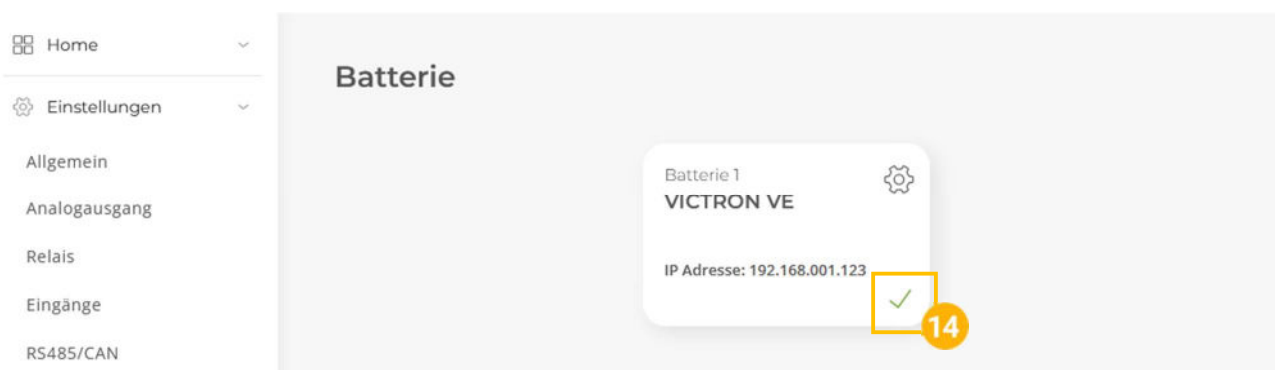 Home
Einstellungen
Allgemein
Analogausgang
Relais
Eingänge
RS485/CAN
Batterie
Batterie 1
VICTRON VE
IP Adresse: 192.168.001.123
14